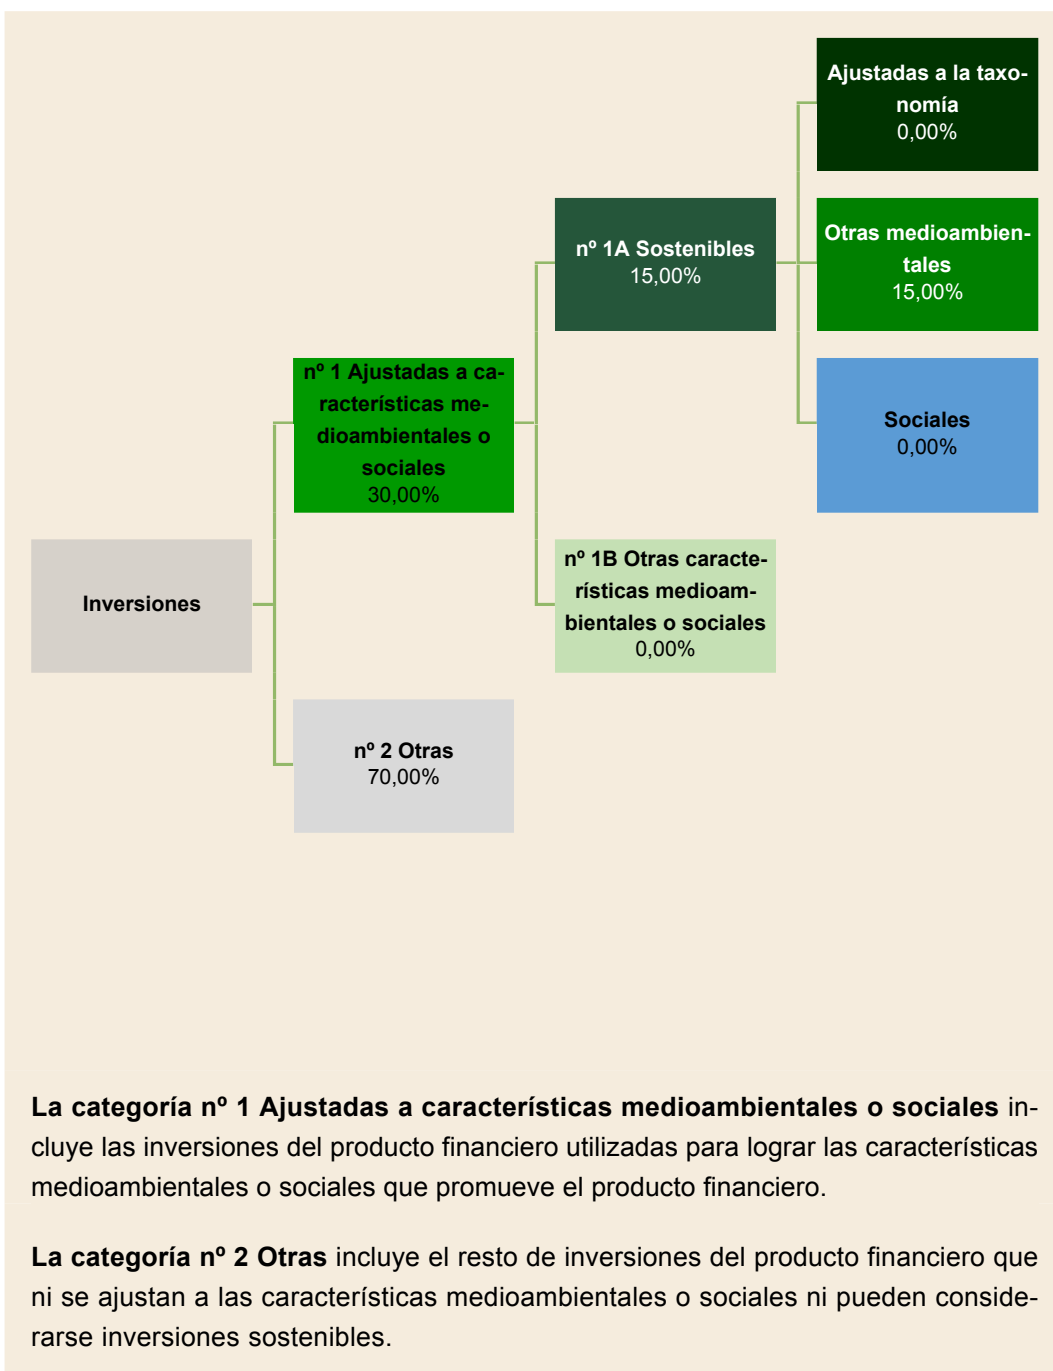 Ajustadas a la taxo-
nomía
0,00%
nº 1A Sostenibles
15,00%
Otras medioambien-
tales
15,00%
nº 1 Ajustadas a ca-
racterísticas me-
dioambientales o
sociales
30,00%
Sociales
0,00%
Inversiones
nº 1B Otras caracte-
rísticas medioam-
bientales o sociales
0,00%
nº 2 Otras
70,00%
La categoría nº 1 Ajustadas a características medioambientales o sociales in-
cluye las inversiones del producto financiero utilizadas para lograr las características
medioambientales o sociales que promueve el producto financiero.
La categoría nº 2 Otras incluye el resto de inversiones del producto financiero que
ni se ajustan a las características medioambientales o sociales ni pueden conside-
rarse inversiones sostenibles.